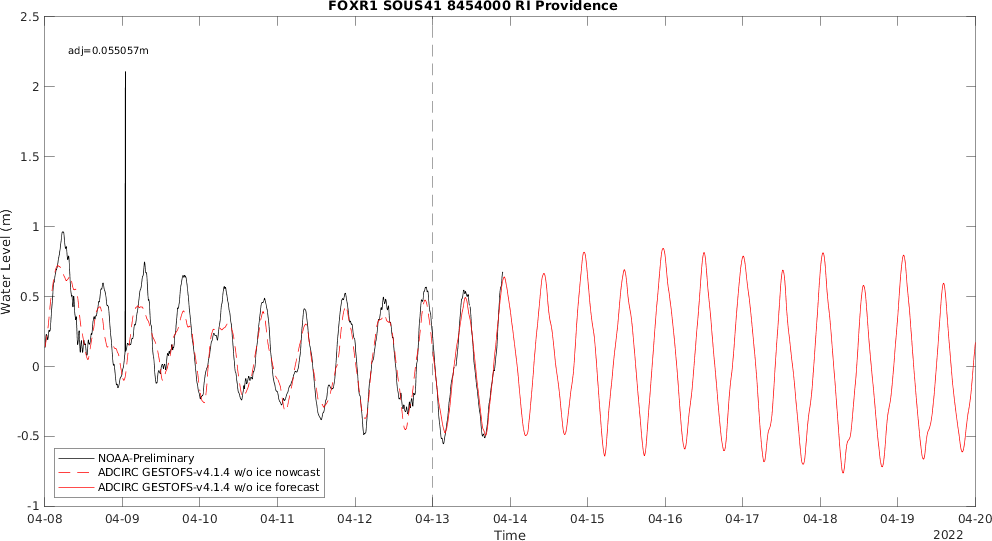 FOXR1 SOUS41 8454000 RI Providence
adj=0.055057m
Water Level (m)
2.5
2
1.5
1
0.5
0
-0.5
-1
NOAA-Preliminary
ADCIRC GESTOFS-v4.1.4 w/o ice nowcast
ADCIRC GESTOFS-v4.1.4 w/o ice forecast
04-08 04-09 04-10 04-11 04-12 04-13 04-14 04-15 04-16 04-17 04-18 04-19 04-20
Time
2022